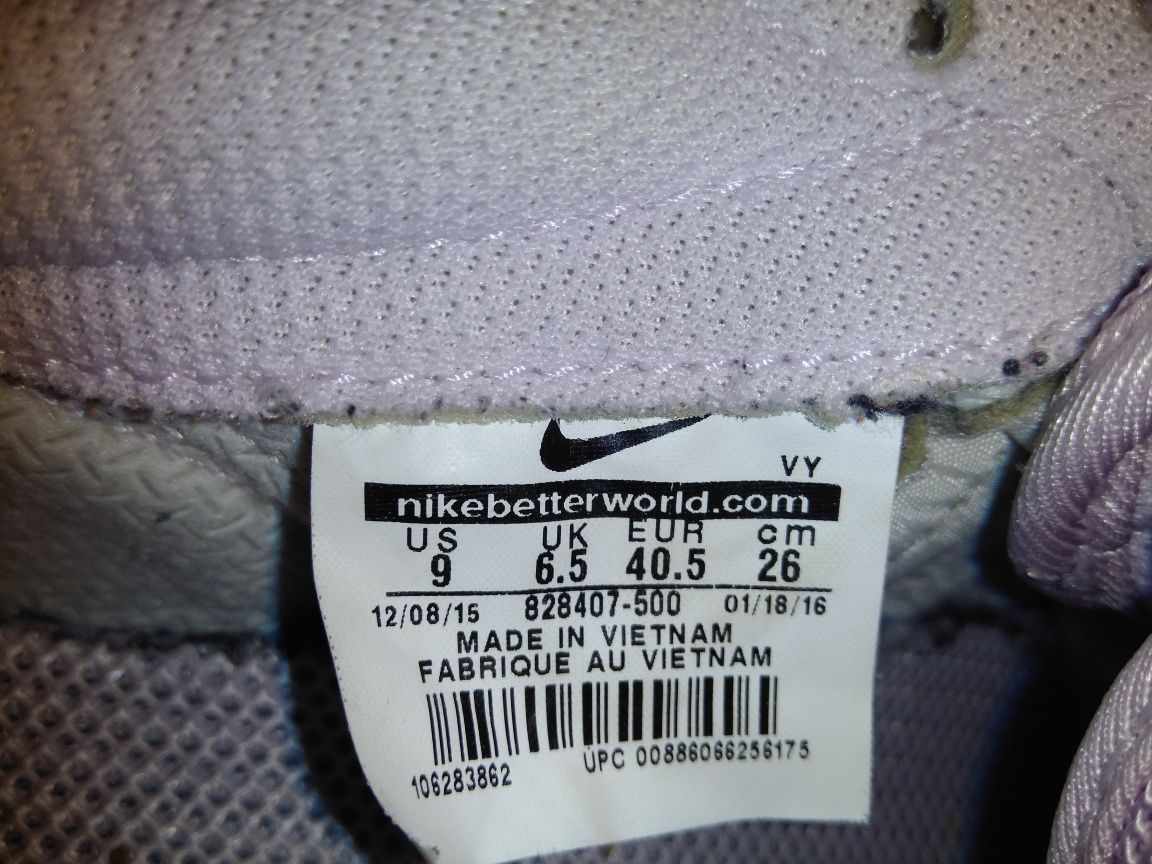 VY
nikebetterworld.com
US UK EUR cm
9 6.5 40.5 26
12/08/15 828407-500 01/18/16
MADE IN VIETNAM
FABRIQUE AU VIETNAM
106283862 UPC 00886066256175